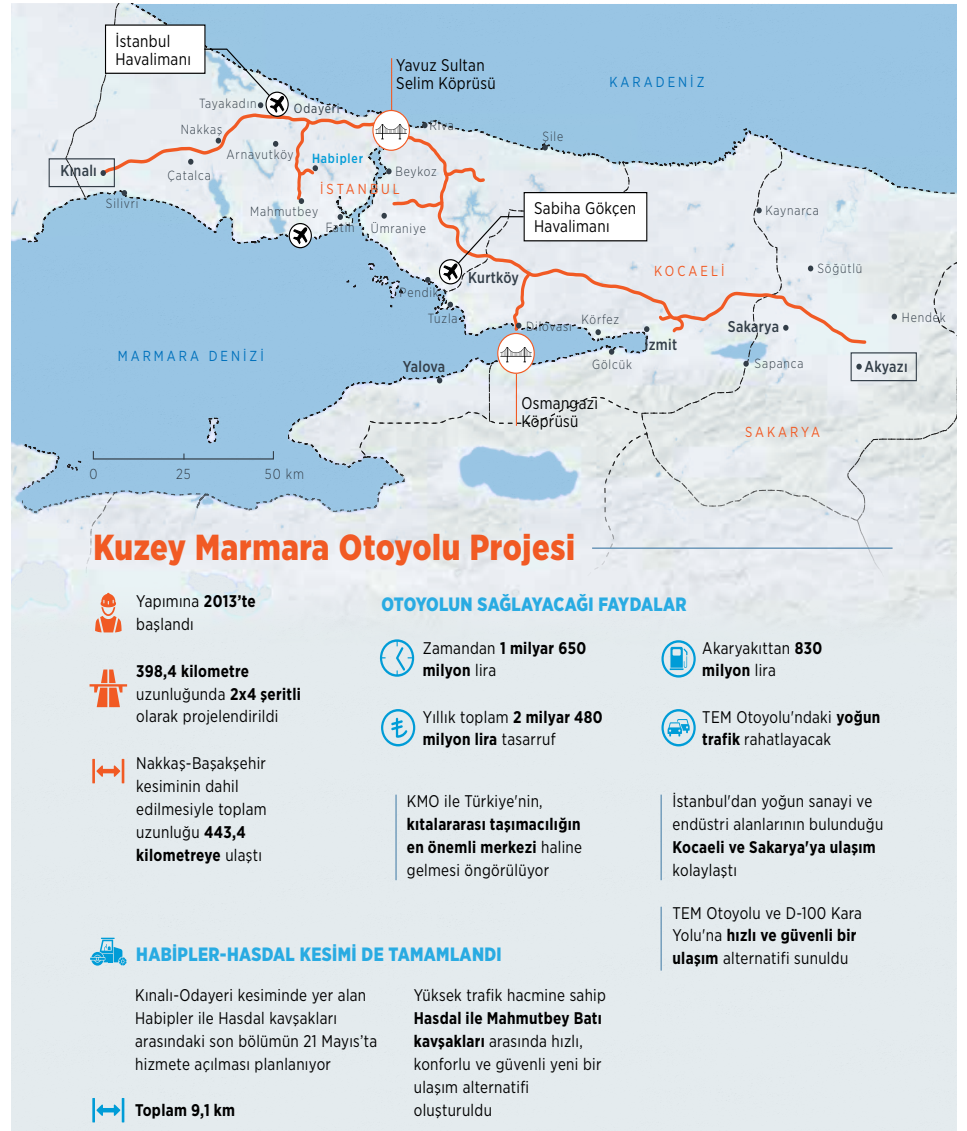 İstanbul
Havalimanı
Yavuz Sultan
Selim Köprüsü
KARADENİZ
Tayakadın
Odayeri
Riva
Şile
Nakkaş
Arnavutköy
Habipler
Kınalı
Çatalca
Beykoz
İSTANBUL
Silivri
Mahmutbey
Fatih
Ümraniye
Sabiha Gökçen
Havalimanı
Kaynarca
KOCAELİ
Söğütlü
Kurtköy
Pendik
Tuzla
Dilovası
Körfez
İzmit
Sakarya
Hendek
MARMARA DENİZİ
Yalova
Gölcük
Sapanca
Akyazı
Osmangazi
Köprüsü
SAKARYA
0 25 50 km
Kuzey Marmara Otoyolu Projesi
Yapımına 2013'te
başlandı
398,4 kilometre
uzunluğunda 2x4 şeritli
olarak projelendirildi
Nakkaş-Başakşehir
kesiminin dahil
edilmesiyle toplam
uzunluğu 443,4
kilometreye ulaştı
OTOYOLUN SAĞLAYACAĞI FAYDALAR
Zamandan 1 milyar 650
milyon lira
Akaryakıttan 830
milyon lira
Yıllık toplam 2 milyar 480
milyon lira tasarruf
TEM Otoyolu'ndaki yoğun
trafik rahatlayacak
KMO ile Türkiye'nin,
kıtalararası taşımacılığın
en önemli merkezi haline
gelmesi öngörülüyor
İstanbul'dan yoğun sanayi ve
endüstri alanlarının bulunduğu
Kocaeli ve Sakarya'ya ulaşım
kolaylaştı
TEM Otoyolu ve D-100 Kara
Yolu'na hızlı ve güvenli bir
ulaşım alternatifi sunuldu
HABİPLER-HASDAL KESİMİ DE TAMAMLANDI
Kınalı-Odayeri kesiminde yer alan
Habipler ile Hasdal kavşakları
arasındaki son bölümün 21 Mayıs'ta
hizmete açılması planlanıyor
Toplam 9,1 km
Yüksek trafik hacmine sahip
Hasdal ile Mahmutbey Batı
kavşakları arasında hızlı,
konforlu ve güvenli yeni bir
ulaşım alternatifi
oluşturuldu